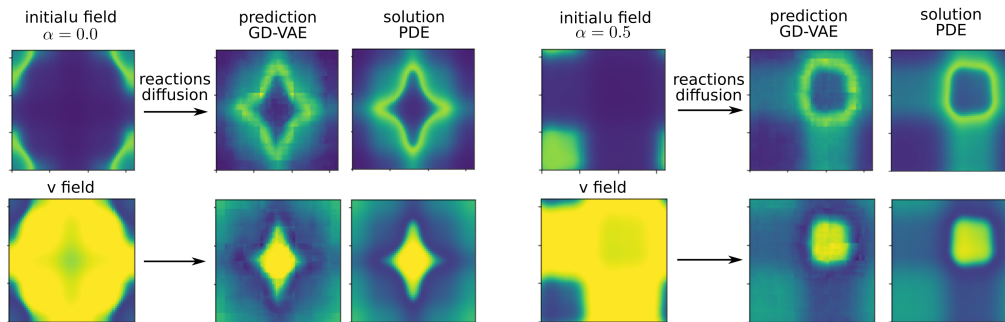 initialu field
α = 0.0
prediction
GD-VAE
solution
PDE
reactions
diffusion
v field
initialu field
α = 0.5
prediction
GD-VAE
solution
PDE
reactions
diffusion
v field